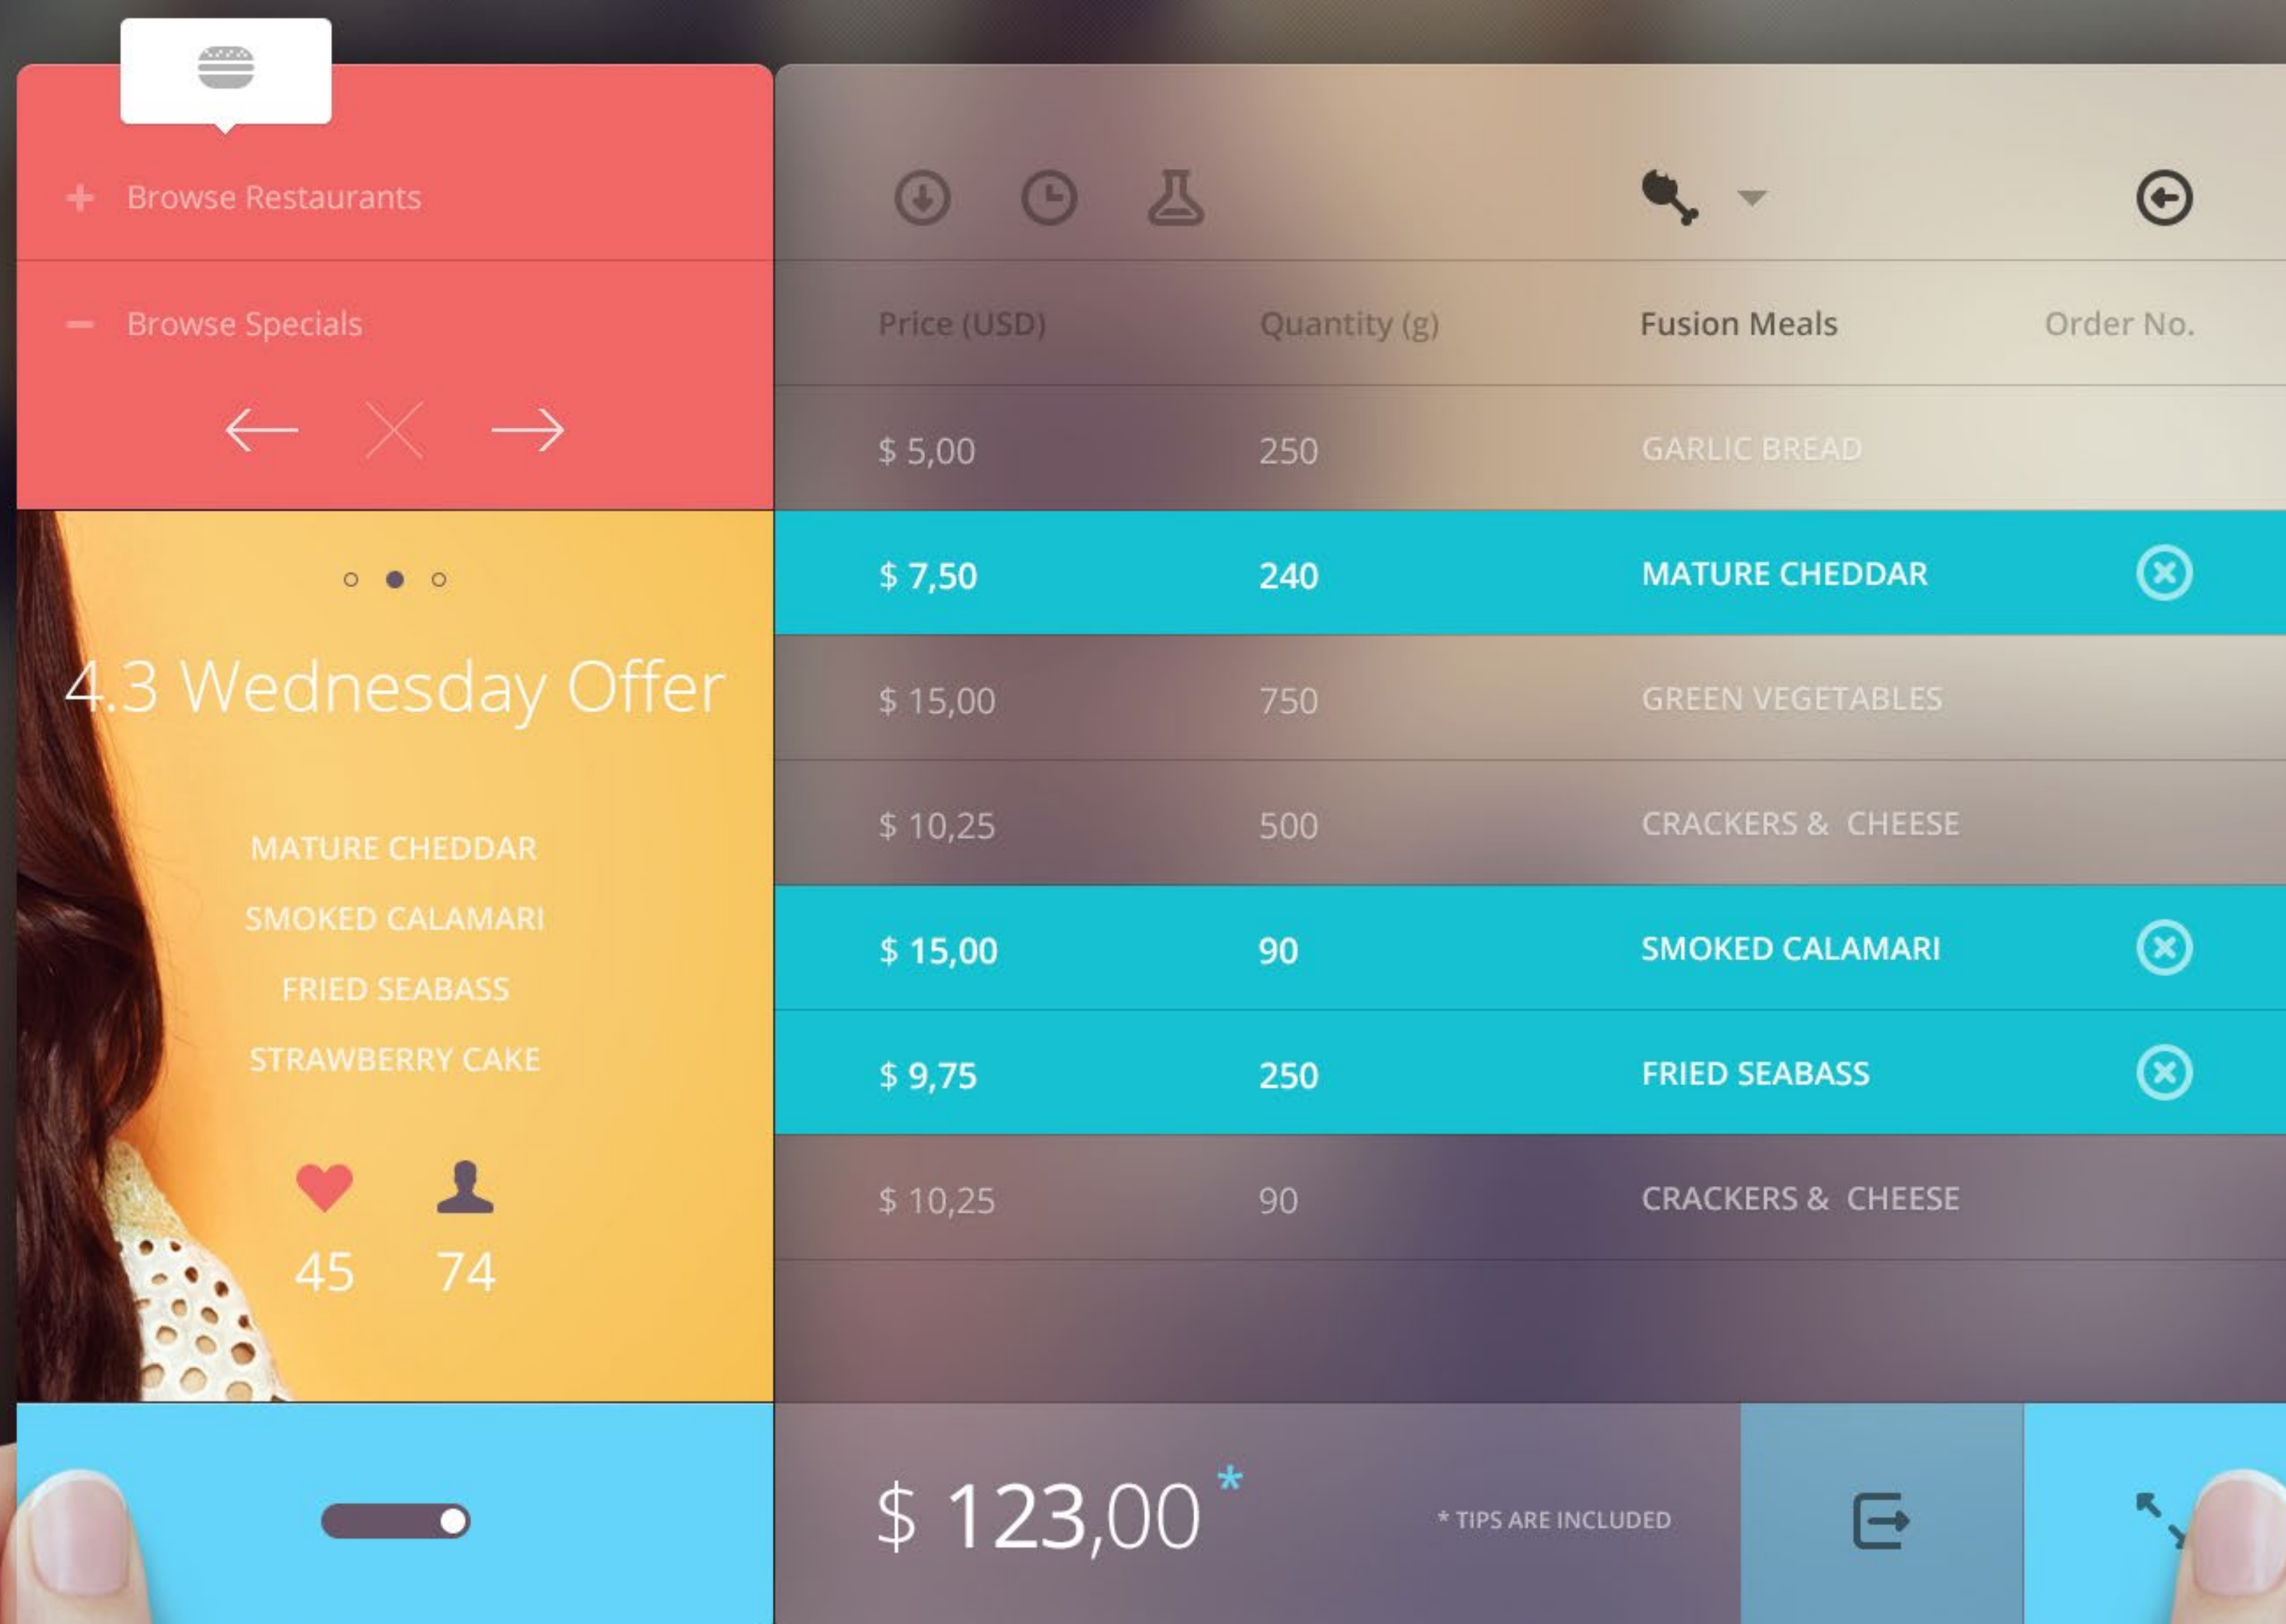 Browse Restaurants
Browse Specials
4.3 Wednesday Offer
MATURE CHEDDAR
SMOKED CALAMARI
FRIED SEABASS
STRAWBERRY CAKE
45 74
Price (USD) Quantity (g) Fusion Meals Order No.
$ 5,00 250 GARLIC BREAD
$ 7,50 240 MATURE CHEDDAR
$ 15,00 750 GREEN VEGETABLES
$ 10,25 500 CRACKERS & CHEESE
$ 15,00 90 SMOKED CALAMARI
$ 9,75 250 FRIED SEABASS
$ 10,25 90 CRACKERS & CHEESE
$ 123,00 * * TIPS ARE INCLUDED